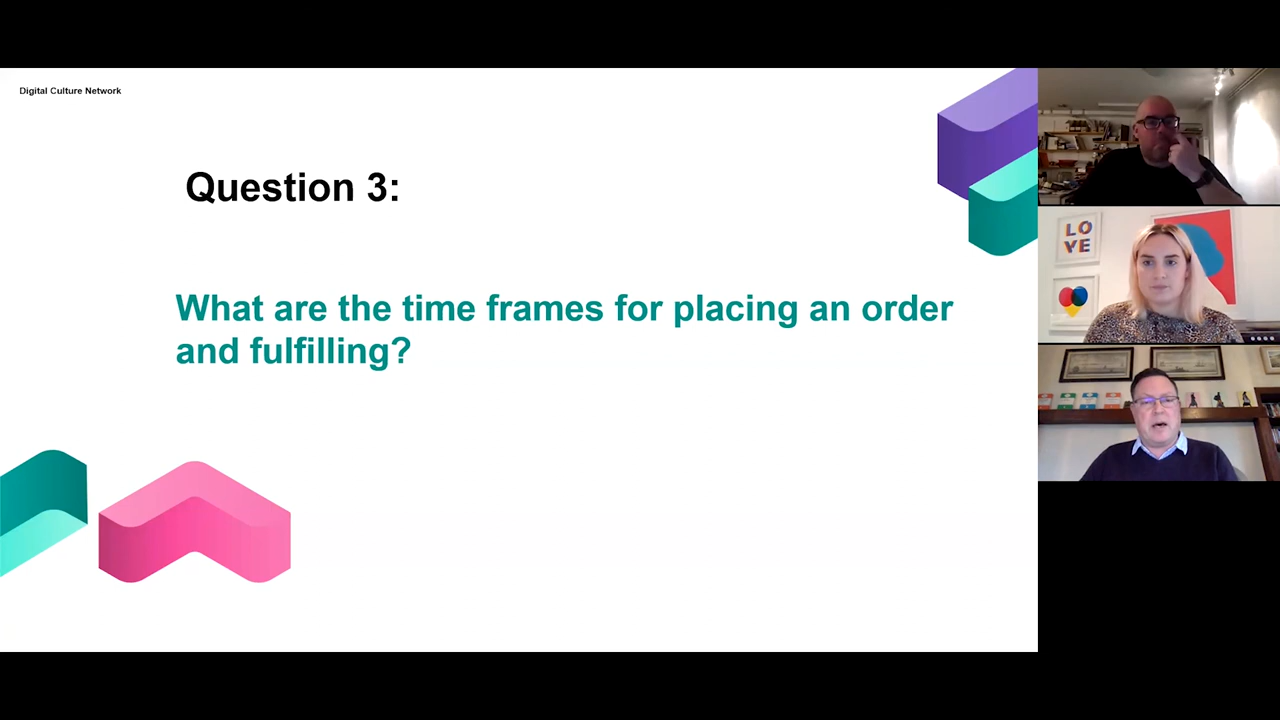 Digital Culture Network
Question 3:
What are the time frames for placing an order
and fulfilling?
LO
VE